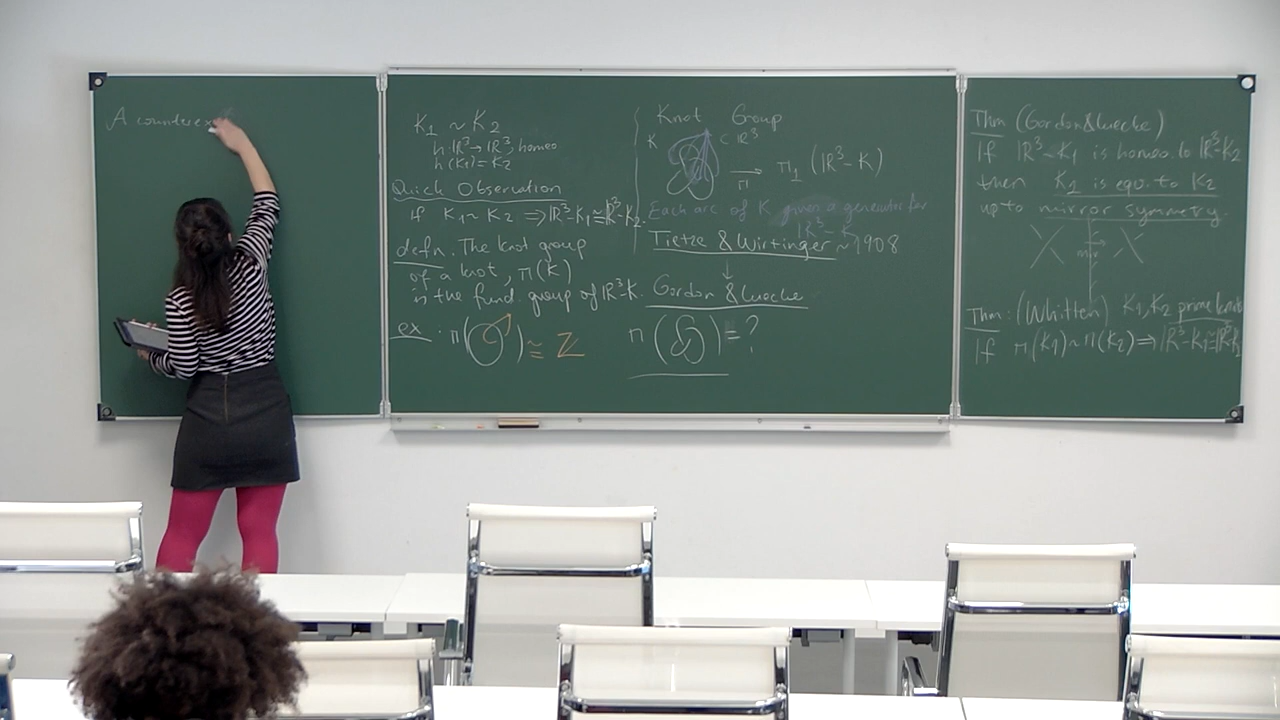 A counterex
K₁ ~ K₂
h: ℝ³ → ℝ³, homeo
h(K₁) = K₂
Quick Observation
if K₁ ~ K₂ ⇒ ℝ³-K₁ ≅ ℝ³-K₂.
defn. The knot group
of a knot, π(K)
is the fund. group of ℝ³-K.
ex: π( ) ≅ ℤ
Knot Group
K ⊂ ℝ³
→ π₁ (ℝ³-K)
π
Each arc of K gives a generator for
ℝ³-K
Tietze & Wirtinger ~ 1908
↓
Gordon & Luecke
π( ) = ?
Thm (Gordon & Luecke)
If ℝ³-K₁ is homeo. to ℝ³-K₂
then K₁ is equ. to K₂
up to mirror symmetry.
Thm: (Whitten) K₁, K₂ prime knots
If π(K₁) ~ π(K₂) ⇒ ℝ³-K₁ ≅ ℝ³-K₂